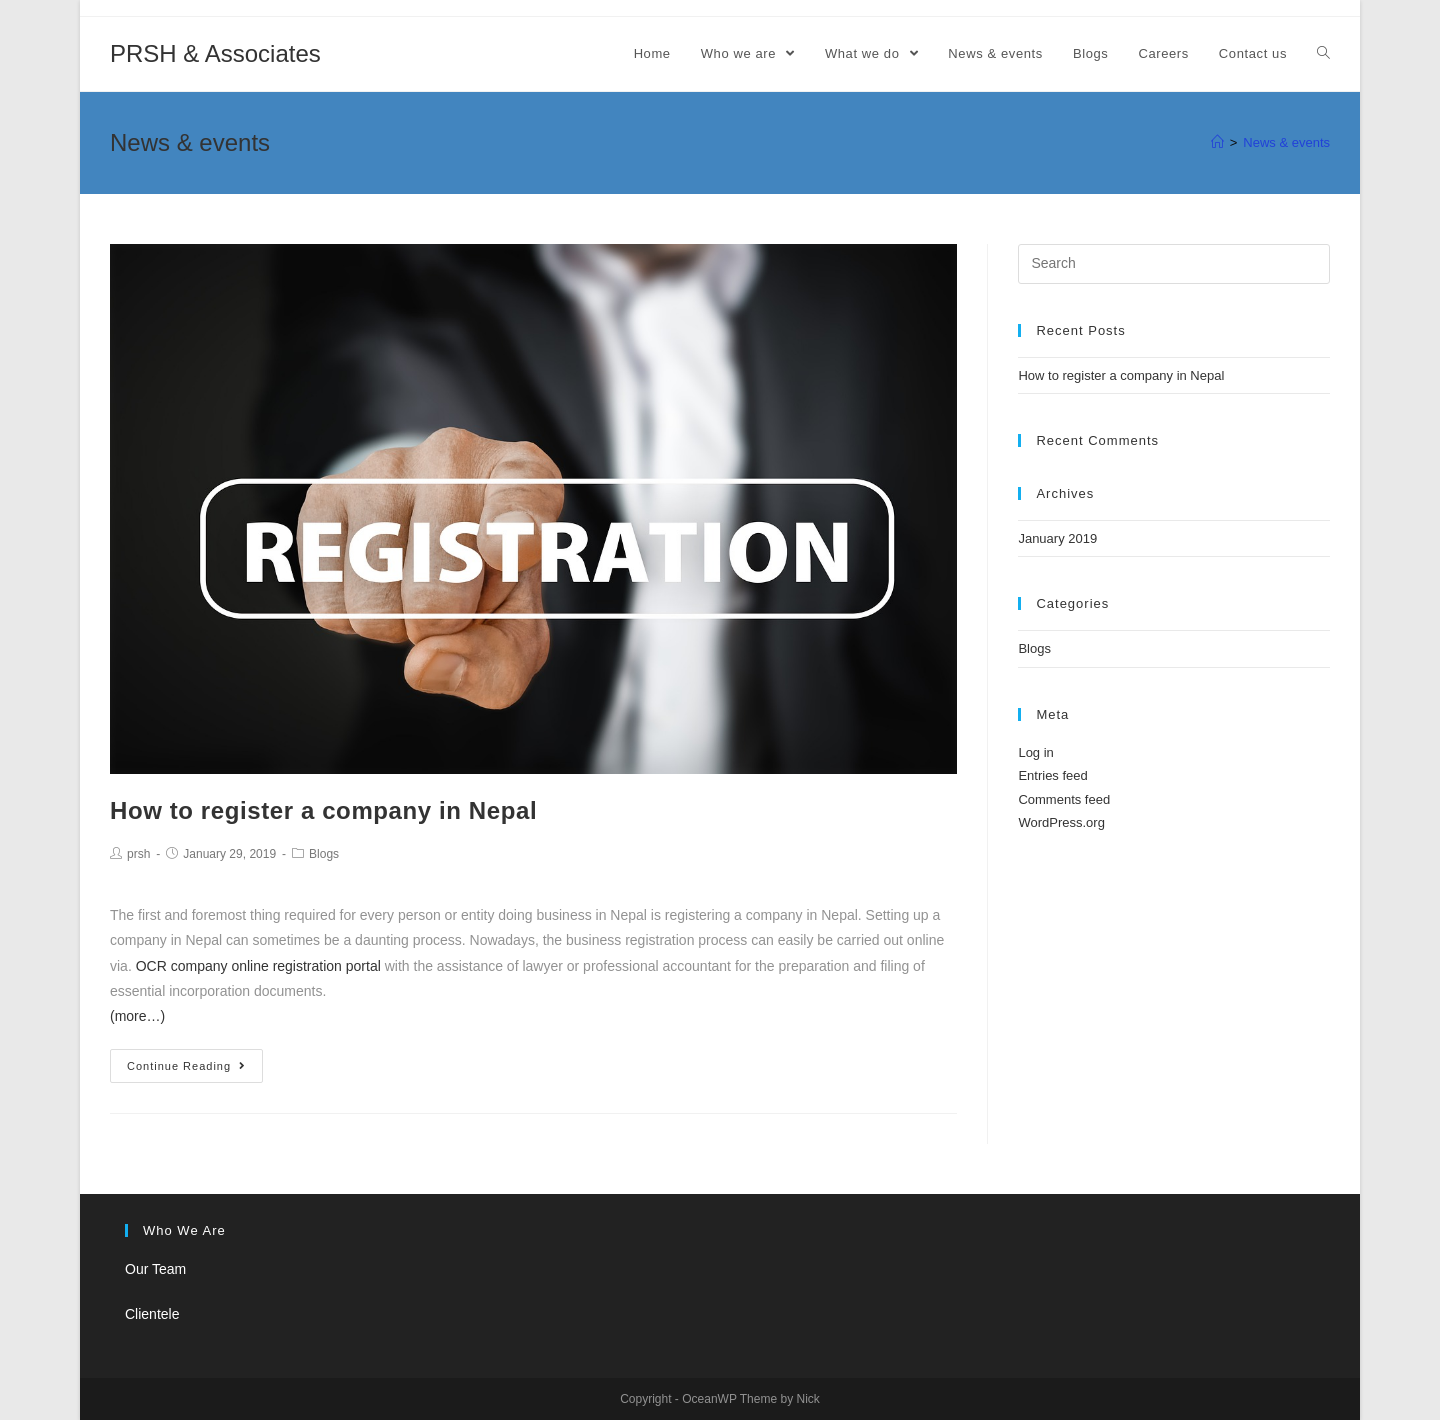 PRSH & Associates
Home Who we are What we do News & events Blogs Careers Contact us
News & events
> News & events
REGISTRATION
How to register a company in Nepal
prsh - January 29, 2019 - Blogs
The first and foremost thing required for every person or entity doing business in Nepal is registering a company in Nepal. Setting up a
company in Nepal can sometimes be a daunting process. Nowadays, the business registration process can easily be carried out online
via. OCR company online registration portal with the assistance of lawyer or professional accountant for the preparation and filing of
essential incorporation documents.
(more…)
Continue Reading
Search
Recent Posts
How to register a company in Nepal
Recent Comments
Archives
January 2019
Categories
Blogs
Meta
Log in
Entries feed
Comments feed
WordPress.org
Who We Are
Our Team
Clientele
Copyright - OceanWP Theme by Nick